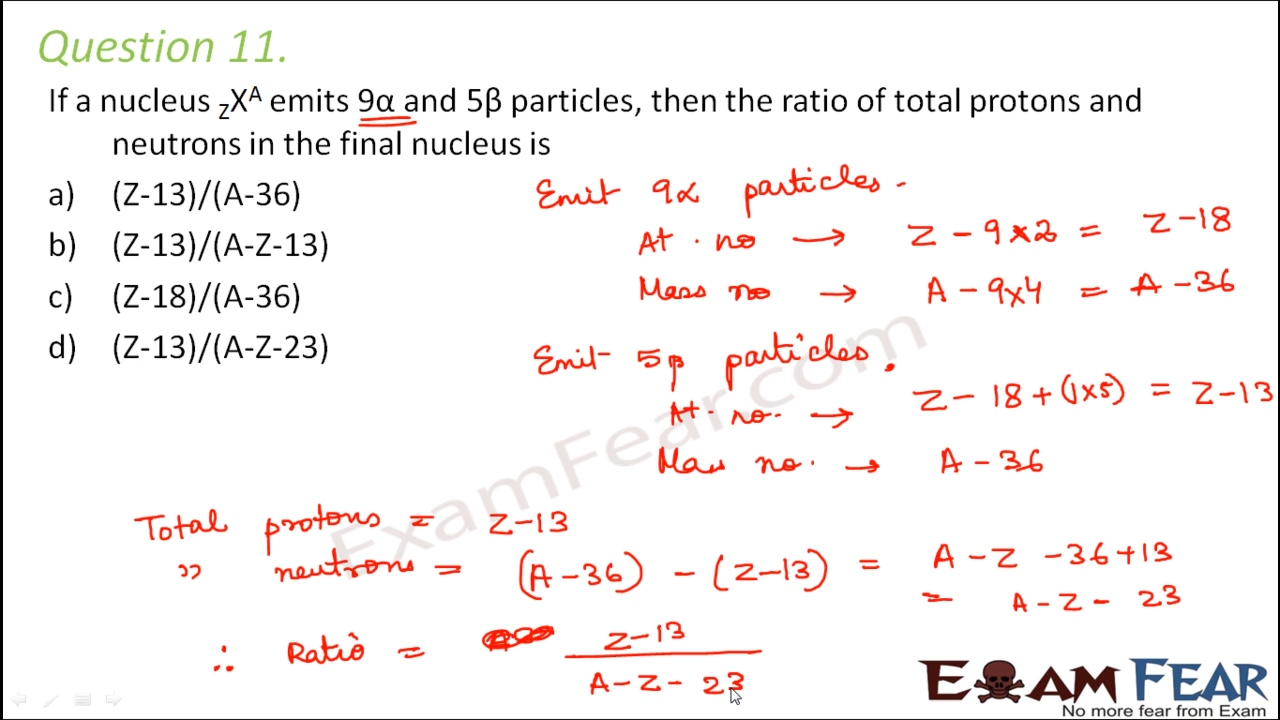 Question 11.
If a nucleus ZXA emits 9α and 5β particles, then the ratio of total protons and
neutrons in the final nucleus is
a) (Z-13)/(A-36)
b) (Z-13)/(A-Z-13)
c) (Z-18)/(A-36)
d) (Z-13)/(A-Z-23)
Emit 9α particles.
At. no → Z - 9×2 = Z-18
Mass no → A - 9×4 = A-36
Emit 5β particles.
At. no. → Z - 18 + (1×5) = Z-13
Mass no. → A - 36
Total protons = Z-13
" neutrons = (A-36) - (Z-13) = A - Z - 36 + 13
= A - Z - 23
∴ Ratio = Z-13
A-Z-23
ExamFear.com
EXAM FEAR
No more fear from Exam